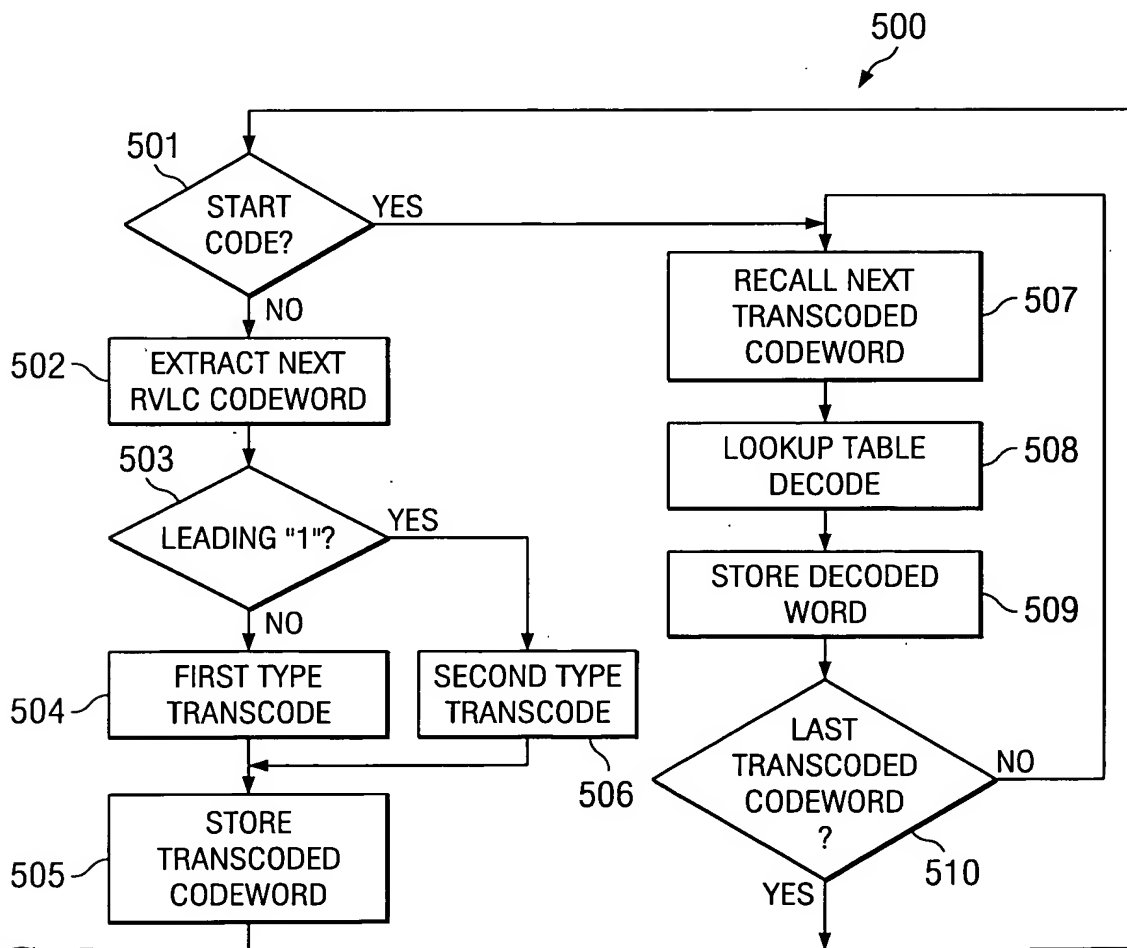 500
501
START
CODE?
YES
NO
502
EXTRACT NEXT
RVLC CODEWORD
503
LEADING "1"?
YES
NO
504
FIRST TYPE
TRANSCODE
SECOND TYPE
TRANSCODE
506
505
STORE
TRANSCODED
CODEWORD
RECALL NEXT
TRANSCODED
CODEWORD
507
LOOKUP TABLE
DECODE
508
STORE DECODED
WORD
509
LAST
TRANSCODED
CODEWORD
?
NO
510
YES